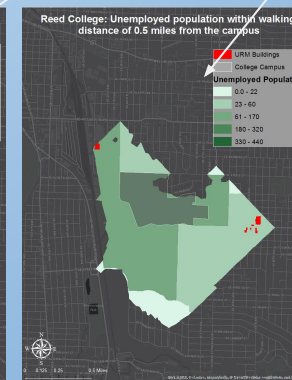 Reed College: Unemployed population within walking
distance of 0.5 miles from the campus
URM Buildings
College Campus
Unemployed Populat
0.0 - 22
23 - 60
61 - 170
180 - 320
330 - 440
N
W
E
S
0 0.125 0.25 0.5 Miles